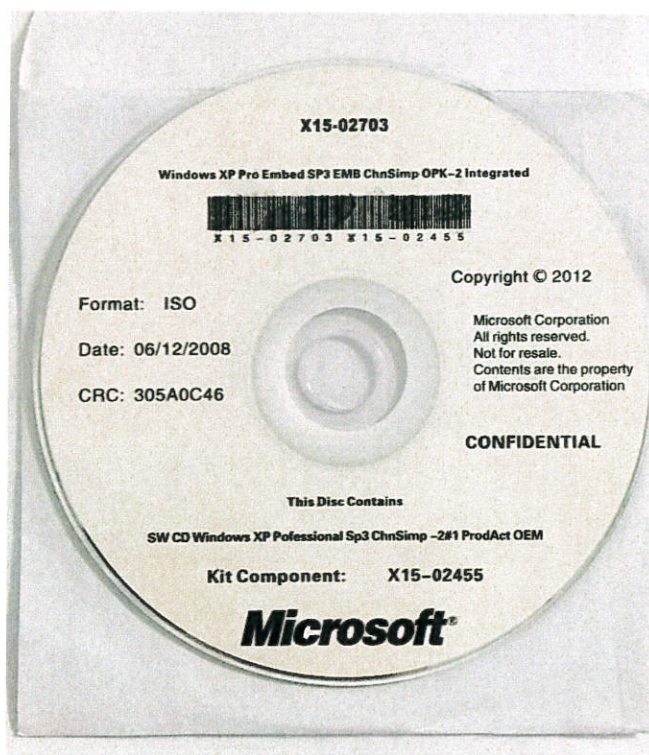 X15-02703
Windows XP Pro Embed SP3 EMB ChnSimp OPK-2 Integrated
X15-02703 X15-02455
Copyright © 2012
Format: ISO
Microsoft Corporation
All rights reserved.
Not for resale.
Contents are the property
of Microsoft Corporation
Date: 06/12/2008
CRC: 305A0C46
CONFIDENTIAL
This Disc Contains
SW CD Windows XP Pofessional Sp3 ChnSimp -2#1 ProdAct OEM
Kit Component: X15-02455
Microsoft®